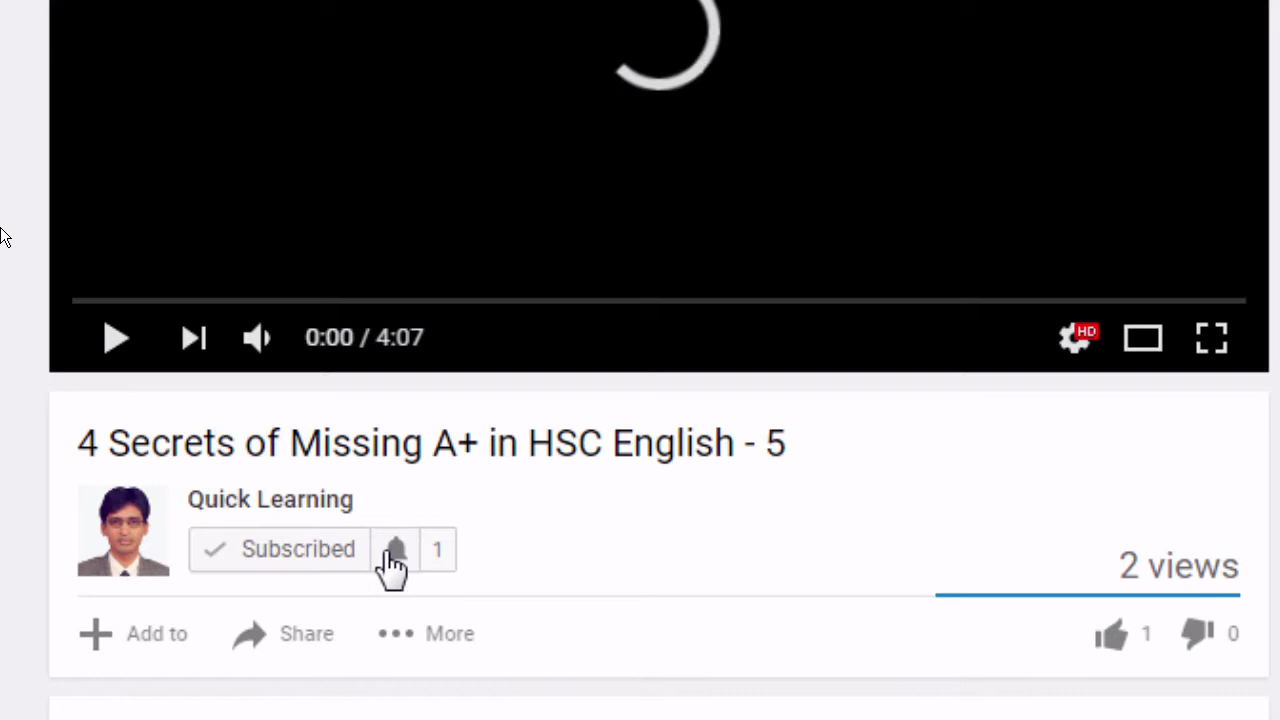 0:00 / 4:07
HD
4 Secrets of Missing A+ in HSC English - 5
Quick Learning
Subscribed 1
2 views
Add to Share More 1 0